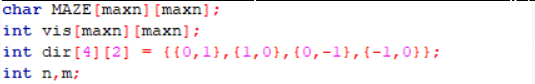 char MAZE[maxn][maxn];
int vis[maxn][maxn];
int dir[4][2] = {{0,1},{1,0},{0,-1},{-1,0}};
int n,m;